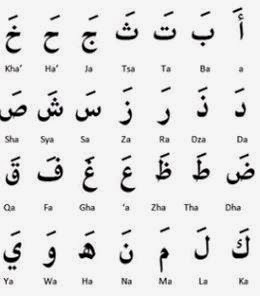 أَ بَ تَ ثَ جَ حَ خَ
Kha’ Ha’ Ja Tsa Ta Ba a
دَ ذَ رَ زَ سَ شَ صَ
Sha Sya Sa Za Ra Dza Da
ضَ طَ ظَ عَ غَ فَ قَ
Qa Fa Gha ‘a Zha Tha Dha
كَ لَ مَ نَ هَ وَ يَ
Ya Wa Ha Na Ma La Ka